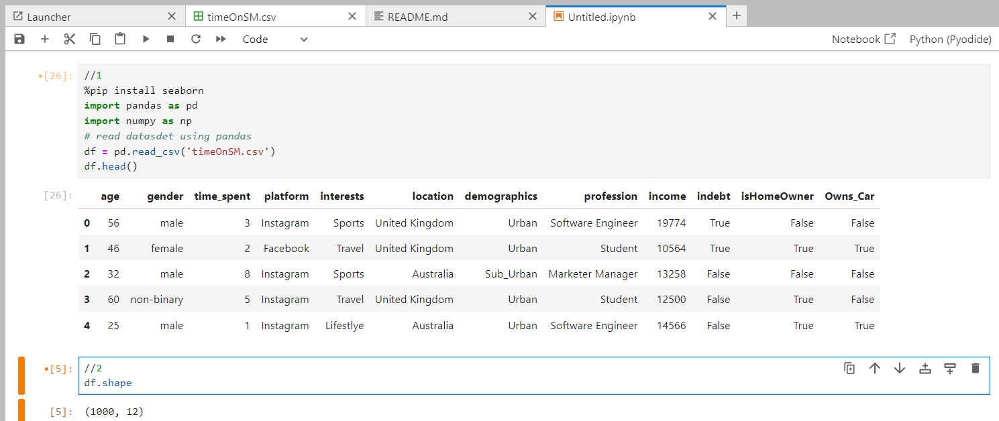 Launcher timeOnSM.csv README.md Untitled.ipynb
Code Notebook Python (Pyodide)
[26]: //1
%pip install seaborn
import pandas as pd
import numpy as np
# read datasdet using pandas
df = pd.read_csv('timeOnSM.csv')
df.head()
[26]: age gender time_spent platform interests location demographics profession income indebt isHomeOwner Owns_Car
0 56 male 3 Instagram Sports United Kingdom Urban Software Engineer 19774 True False False
1 46 female 2 Facebook Travel United Kingdom Urban Student 10564 True True True
2 32 male 8 Instagram Sports Australia Sub_Urban Marketer Manager 13258 False False False
3 60 non-binary 5 Instagram Travel United Kingdom Urban Student 12500 False True False
4 25 male 1 Instagram Lifestlye Australia Urban Software Engineer 14566 False True True
[5]: //2
df.shape
[5]: (1000, 12)